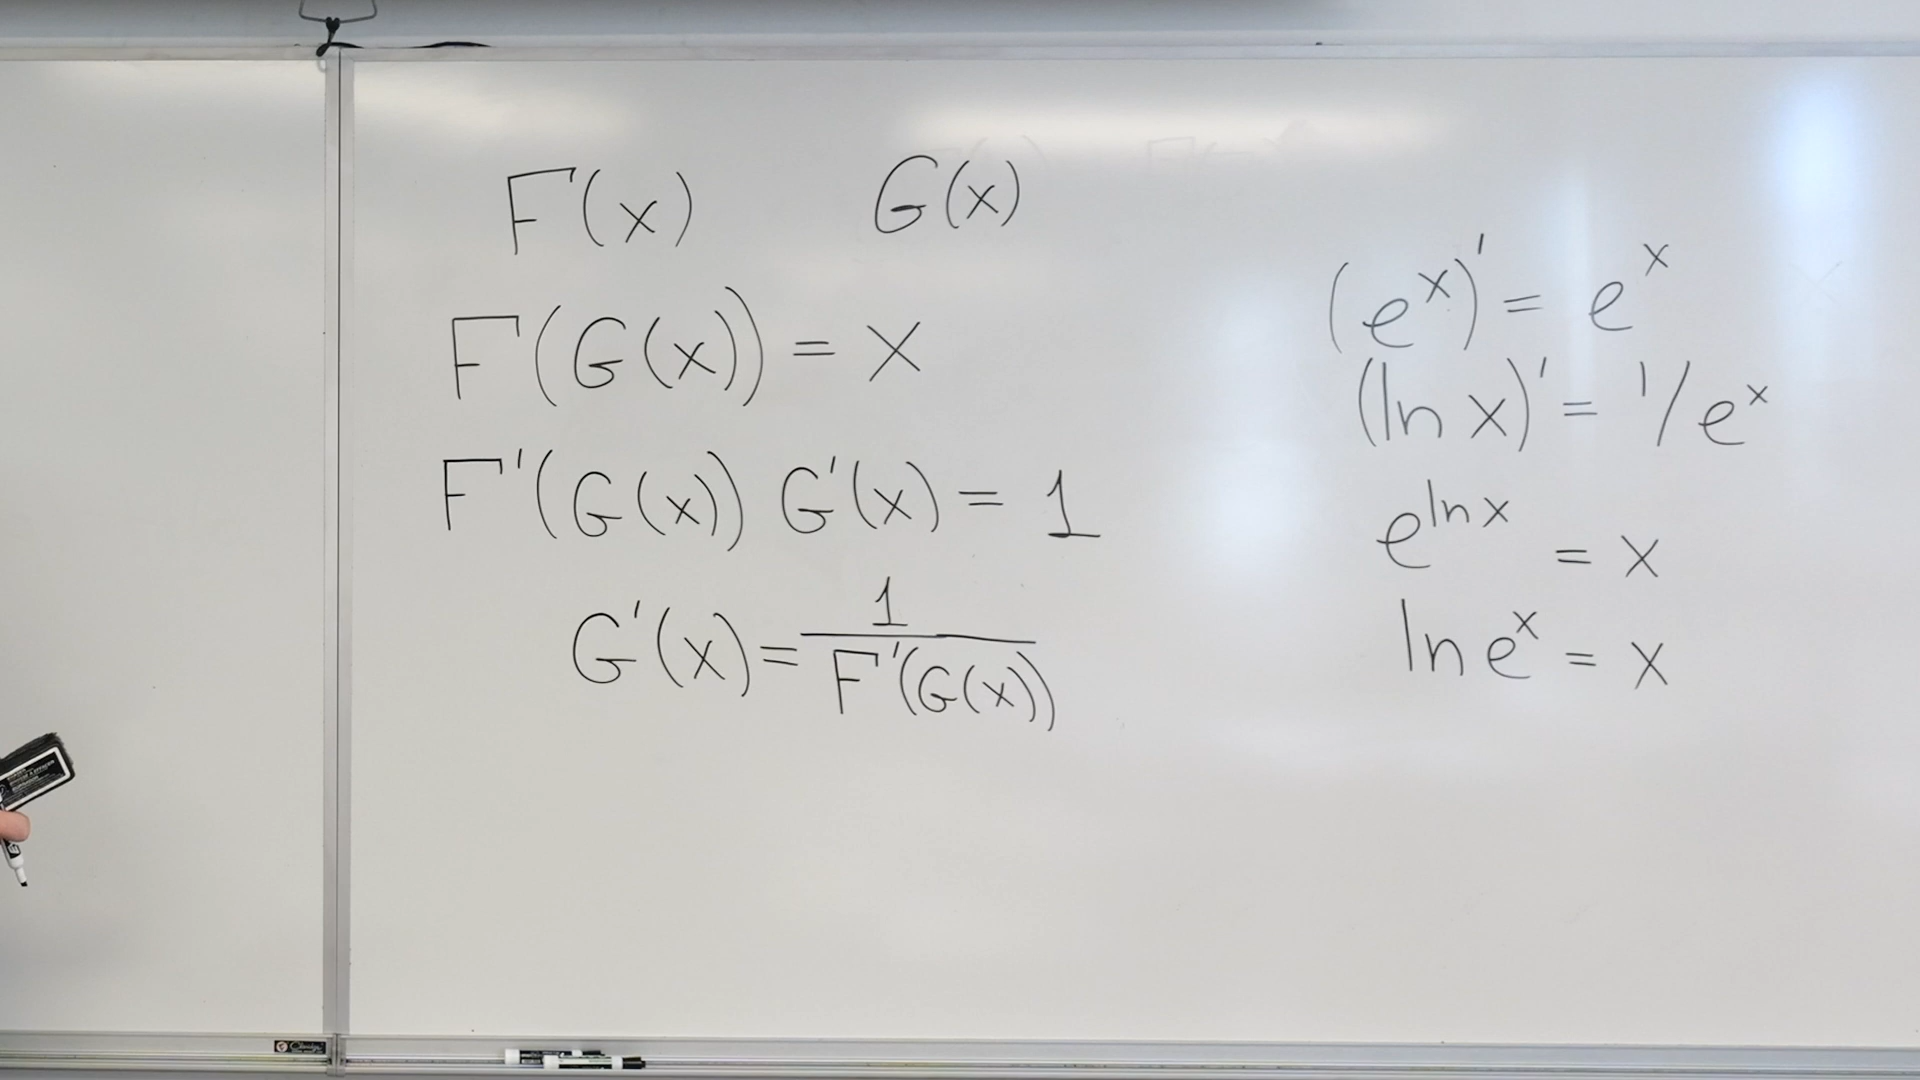 F(x) G(x)
F(G(x)) = x
F'(G(x)) G'(x) = 1
G'(x) = 1 / F'(G(x))
(e^x)' = e^x
(ln x)' = 1/e^x
e^{ln x} = x
ln e^x = x